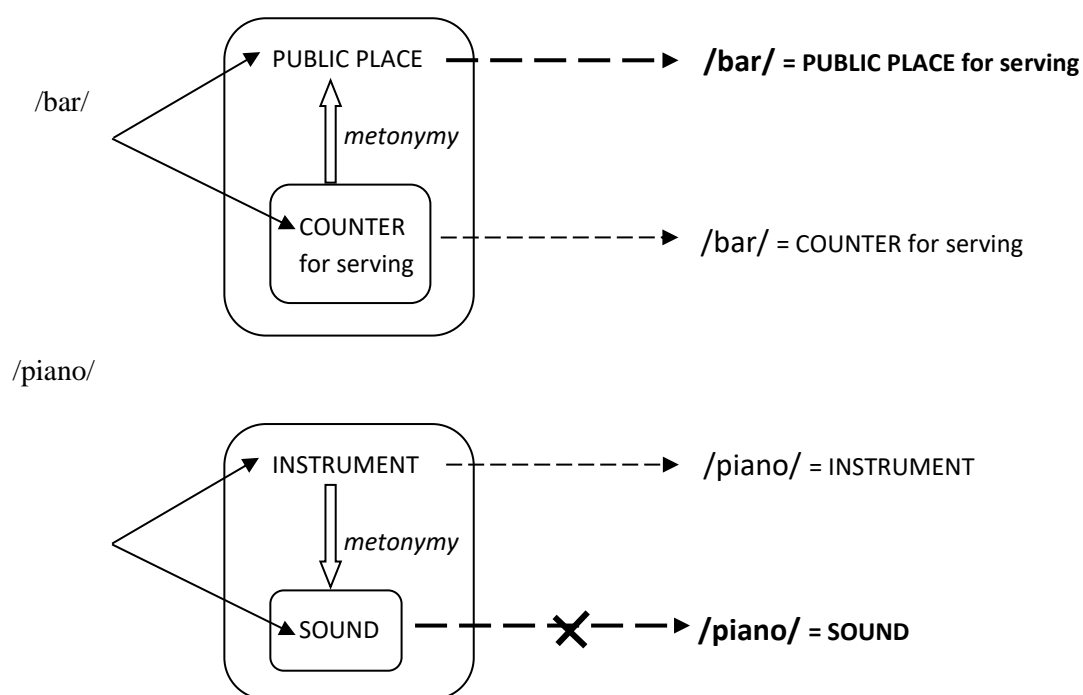 PUBLIC PLACE
/bar/ = PUBLIC PLACE for serving
/bar/
metonymy
COUNTER
for serving
/bar/ = COUNTER for serving
/piano/
INSTRUMENT
/piano/ = INSTRUMENT
metonymy
SOUND
/piano/ = SOUND